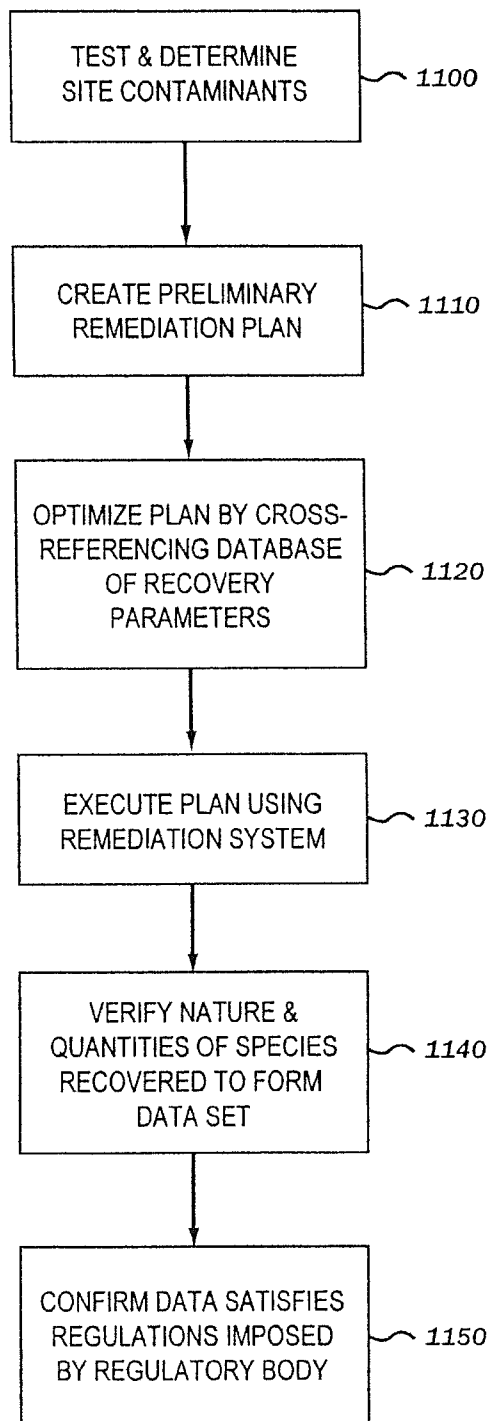 TEST & DETERMINE
SITE CONTAMINANTS
1100
CREATE PRELIMINARY
REMEDIATION PLAN
1110
OPTIMIZE PLAN BY CROSS-
REFERENCING DATABASE
OF RECOVERY
PARAMETERS
1120
EXECUTE PLAN USING
REMEDIATION SYSTEM
1130
VERIFY NATURE &
QUANTITIES OF SPECIES
RECOVERED TO FORM
DATA SET
1140
CONFIRM DATA SATISFIES
REGULATIONS IMPOSED
BY REGULATORY BODY
1150